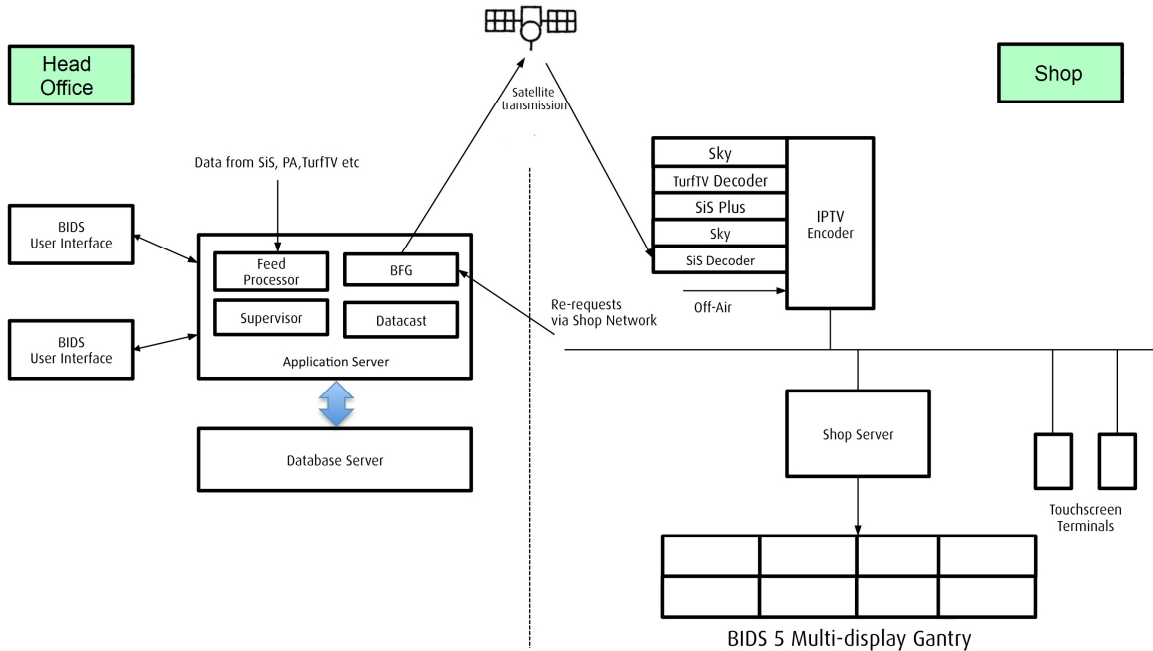 Head
Office
Satellite
transmission
Shop
Data from SiS, PA,TurfTV etc
BIDS
User Interface
BIDS
User Interface
Feed
Processor
BFG
Supervisor
Datacast
Application Server
Database Server
Re-requests
via Shop Network
Sky
TurfTV Decoder
SiS Plus
Sky
SiS Decoder
IPTV
Encoder
Off-Air
Shop Server
Touchscreen
Terminals
BIDS 5 Multi-display Gantry